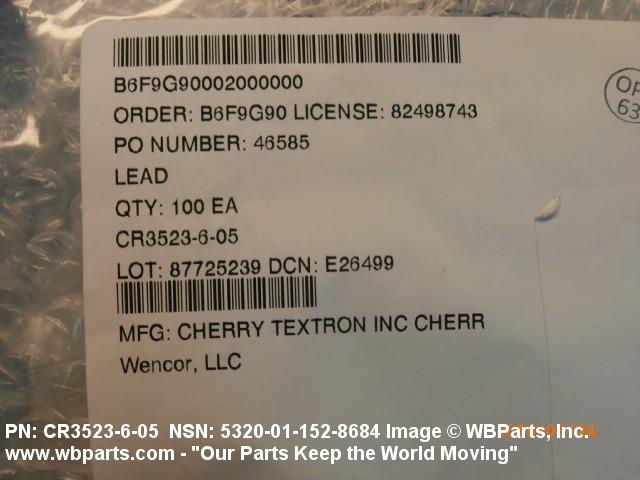 B6F9G90002000000
ORDER: B6F9G90 LICENSE: 82498743
PO NUMBER: 46585
LEAD
QTY: 100 EA
CR3523-6-05
LOT: 87725239 DCN: E26499
MFG: CHERRY TEXTRON INC CHERR
Wencor, LLC
PN: CR3523-6-05 NSN: 5320-01-152-8684 Image © WBParts, Inc.
www.wbparts.com - "Our Parts Keep the World Moving"